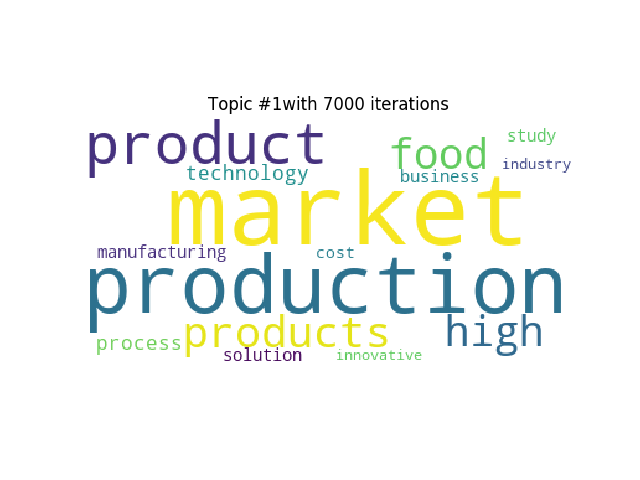 Topic #1with 7000 iterations
product
food
study
industry
technology
business
market
manufacturing
cost
production
products
high
process
solution
innovative